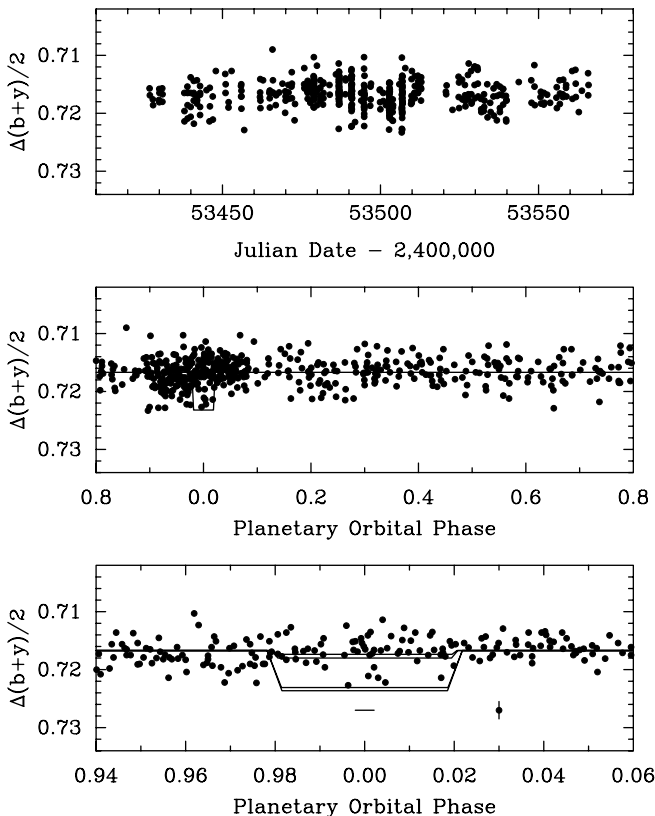 Δ(b+y)/2
0.71
0.72
0.73
53450 53500 53550
Julian Date − 2,400,000
Δ(b+y)/2
0.71
0.72
0.73
0.8 0.0 0.2 0.4 0.6 0.8
Planetary Orbital Phase
Δ(b+y)/2
0.71
0.72
0.73
0.94 0.96 0.98 0.00 0.02 0.04 0.06
Planetary Orbital Phase